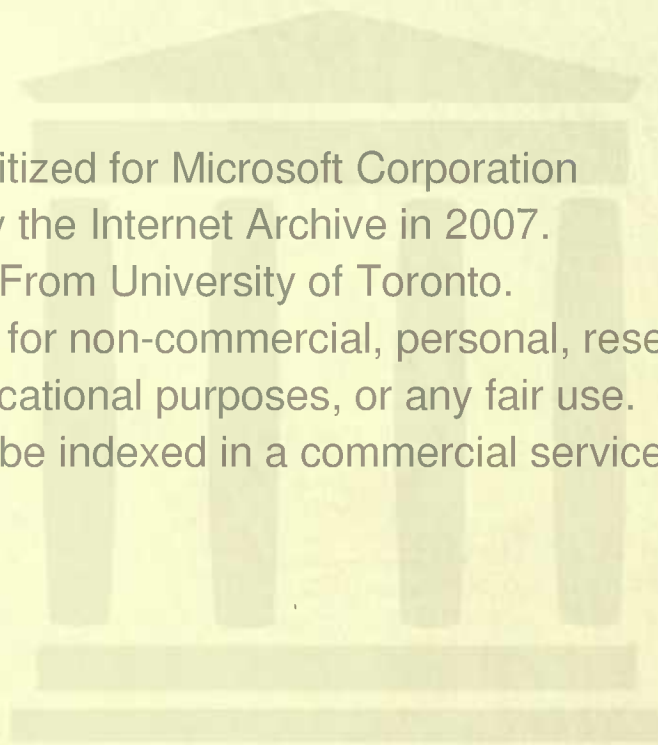 itized for Microsoft Corporation
the Internet Archive in 2007.
From University of Toronto.
for non-commercial, personal, rese
cational purposes, or any fair use.
be indexed in a commercial service